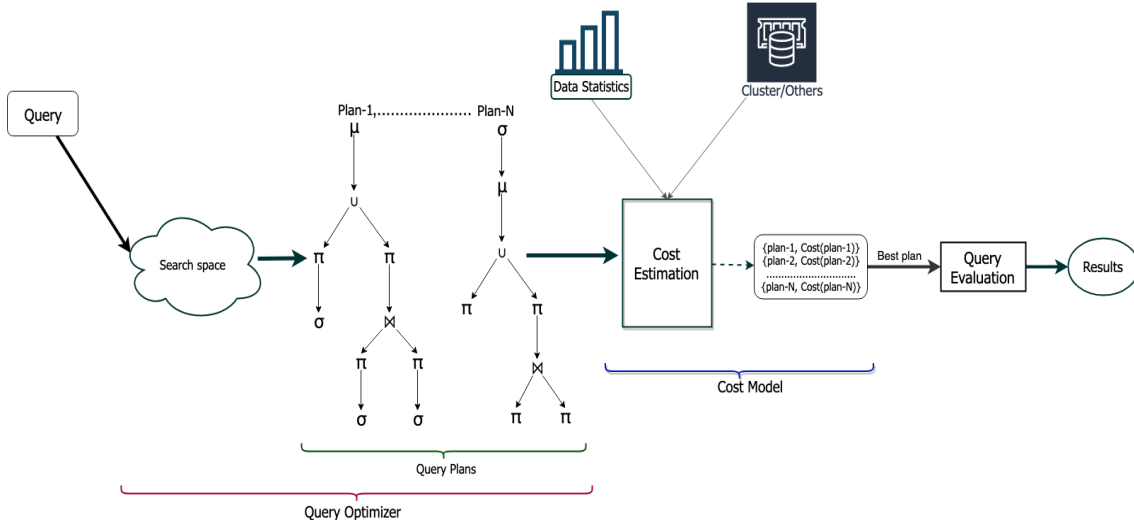 Data Statistics
Cluster/Others
Query
Plan-1,...................... Plan-N
μ
σ
μ
∪
∪
π
π
Search space
Cost
Estimation
{plan-1, Cost(plan-1)}
{plan-2, Cost(plan-2)}
..............................
{plan-N, Cost(plan-N)}
Best plan
Query
Evaluation
Results
π
π
σ
⋈
π
π
⋈
σ
σ
π
π
Cost Model
Query Plans
Query Optimizer